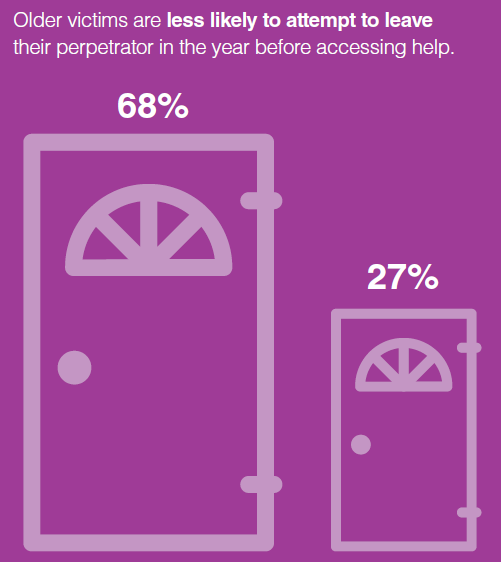 Older victims are less likely to attempt to leave
their perpetrator in the year before accessing help.
68%
27%